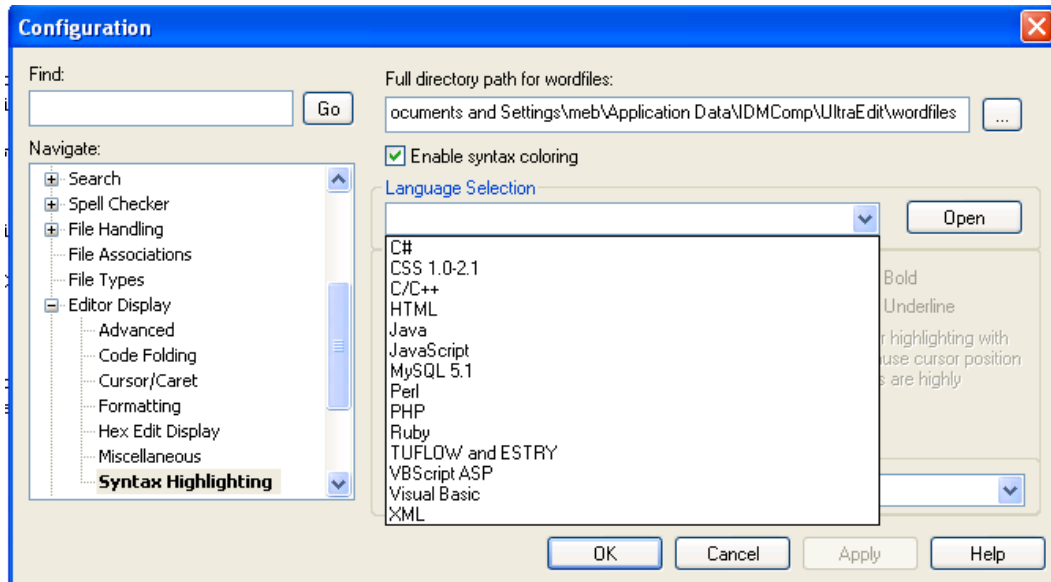 Configuration
Find:
Go
Navigate:
Search
Spell Checker
File Handling
File Associations
File Types
Editor Display
Advanced
Code Folding
Cursor/Caret
Formatting
Hex Edit Display
Miscellaneous
Syntax Highlighting
Full directory path for wordfiles:
ocuments and Settings\meb\Application Data\IDMComp\UltraEdit\wordfiles
...
Enable syntax coloring
Language Selection
Open
C#
CSS 1.0-2.1
C/C++
HTML
Java
JavaScript
MySQL 5.1
Perl
PHP
Ruby
TUFLOW and ESTRY
VBScript ASP
Visual Basic
XML
Bold
Underline
r highlighting with
use cursor position
s are highly
OK
Cancel
Apply
Help